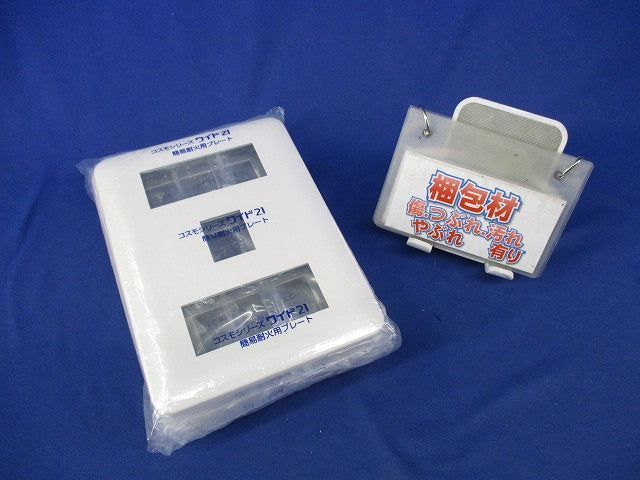 コスモシリーズ ワイド21
簡易耐火用プレート
コスモシリーズ ワイド21
簡易耐火用プレート
コスモシリーズ ワイド21
簡易耐火用プレート
梱包材
傷、つぶれ、汚れ
やぶれ 有り